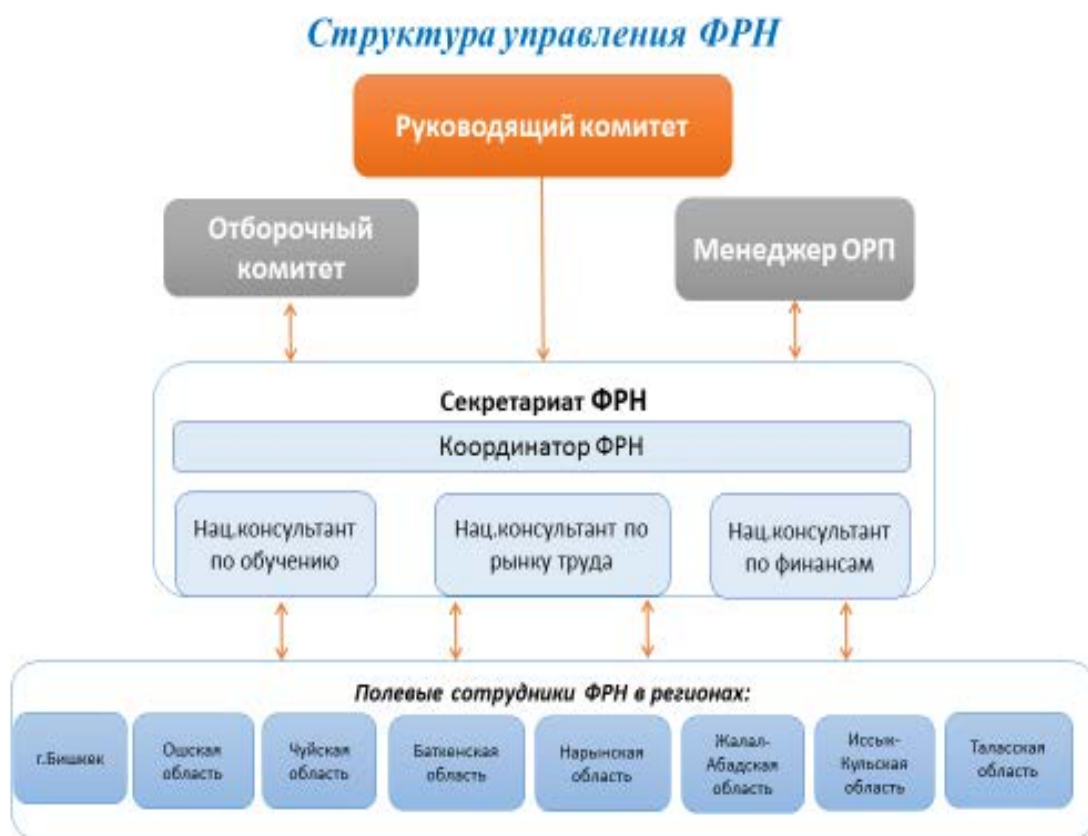 Структура управления ФРН
Руководящий комитет
Отборочный
комитет
Менеджер ОРП
Секретариат ФРН
Координатор ФРН
Нац.консультант
по обучению
Нац.консультант по
рынку труда
Нац.консультант
по финансам
Полевые сотрудники ФРН в регионах:
г.Бишкек
Ошская
область
Чуйская
область
Баткенская
область
Нарынская
область
Жалал-
Абадская
область
Иссык-
Кульская
область
Таласская
область